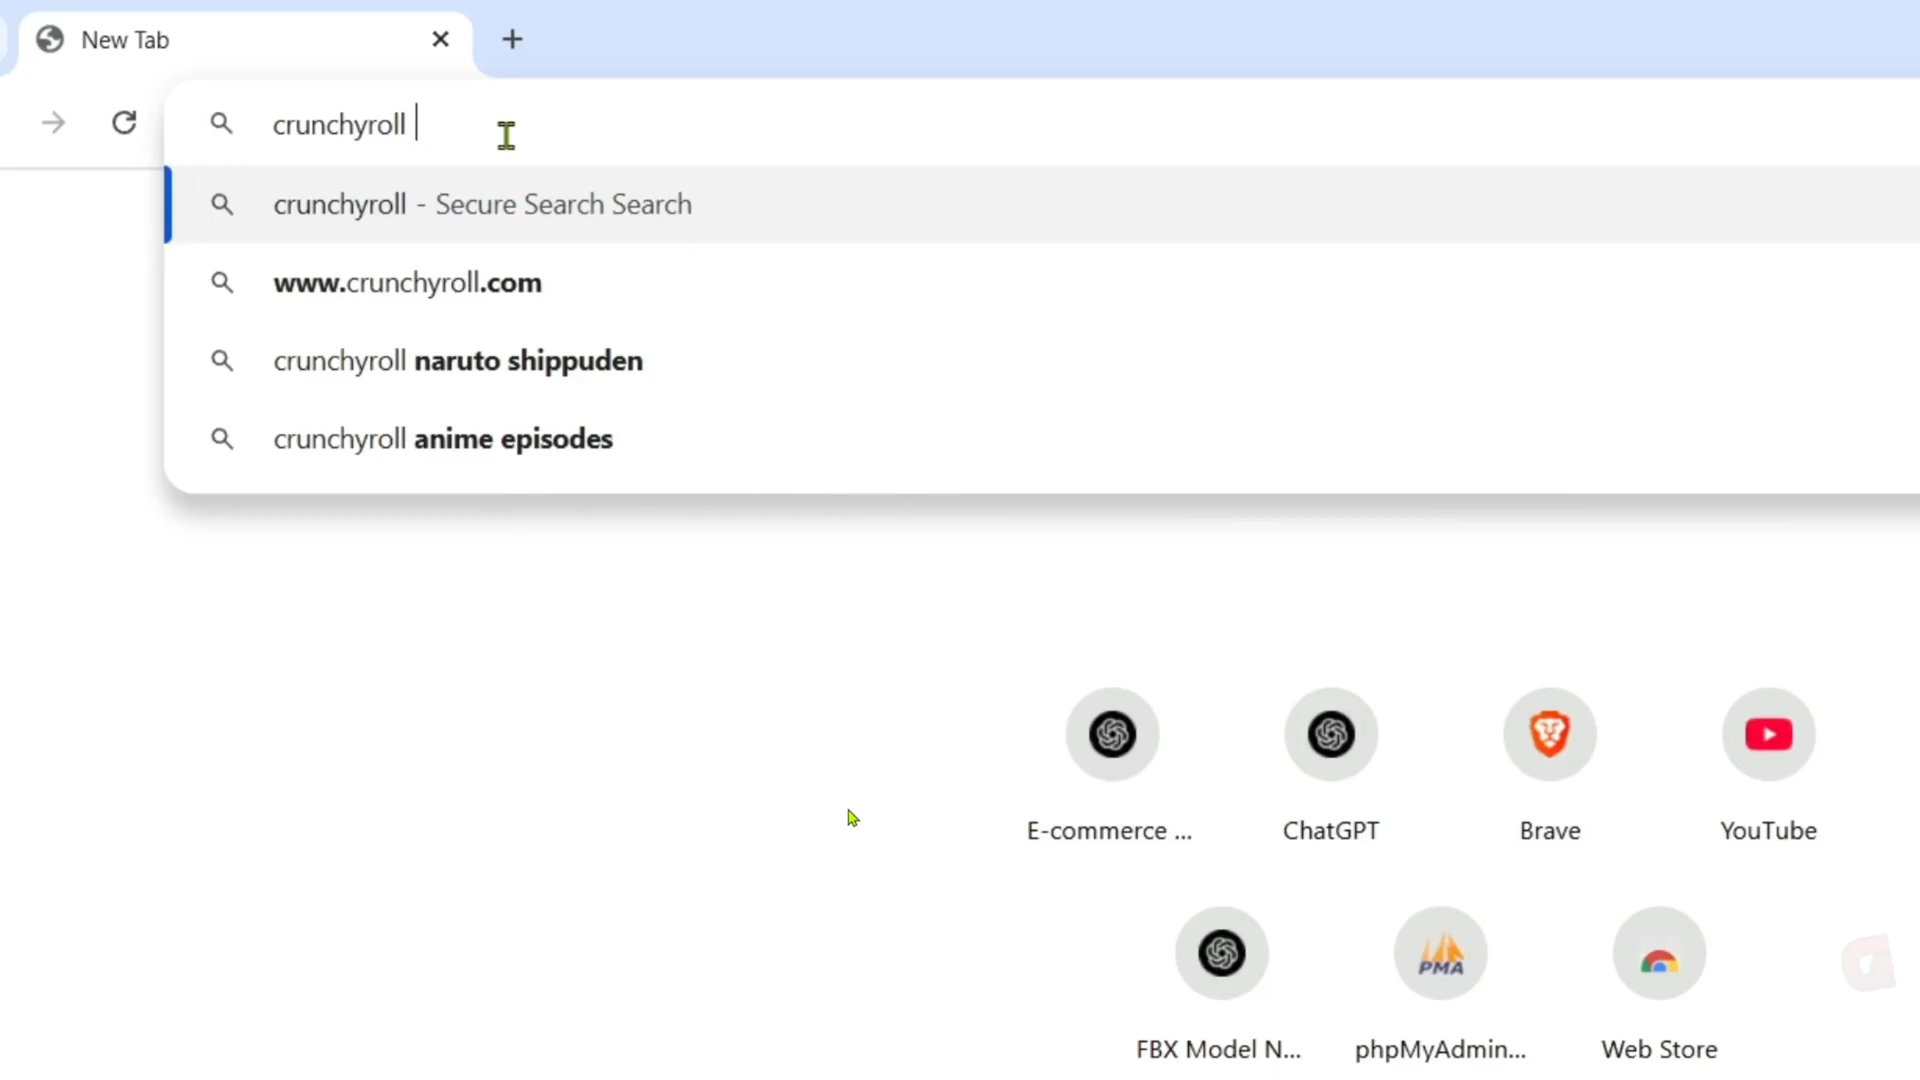 New Tab
crunchyroll
crunchyroll - Secure Search Search
www.crunchyroll.com
crunchyroll naruto shippuden
crunchyroll anime episodes
E-commerce ...
ChatGPT
Brave
YouTube
PMA
FBX Model N...
phpMyAdmin...
Web Store